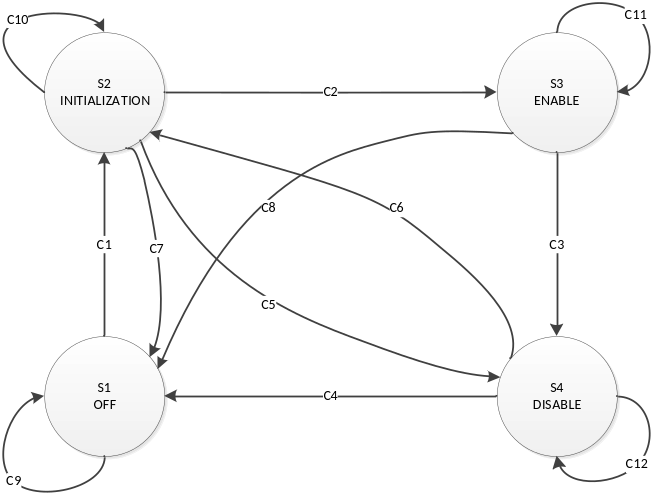 C10
C11
S2
INITIALIZATION
C2
S3
ENABLE
C8
C6
C1
C7
C3
C5
S1
OFF
C4
S4
DISABLE
C9
C12